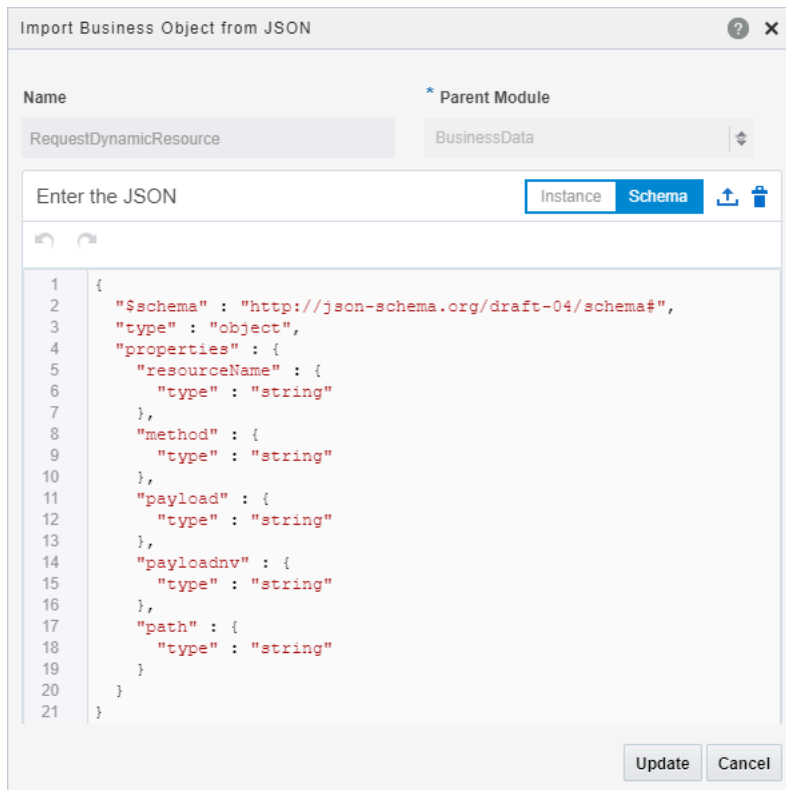 Import Business Object from JSON
Name
* Parent Module
RequestDynamicResource
BusinessData
Enter the JSON
Instance Schema
1 {
2 "$schema" : "http://json-schema.org/draft-04/schema#",
3 "type" : "object",
4 "properties" : {
5 "resourceName" : {
6 "type" : "string"
7 },
8 "method" : {
9 "type" : "string"
10 },
11 "payload" : {
12 "type" : "string"
13 },
14 "payloadnv" : {
15 "type" : "string"
16 },
17 "path" : {
18 "type" : "string"
19 }
20 }
21 }
Update Cancel